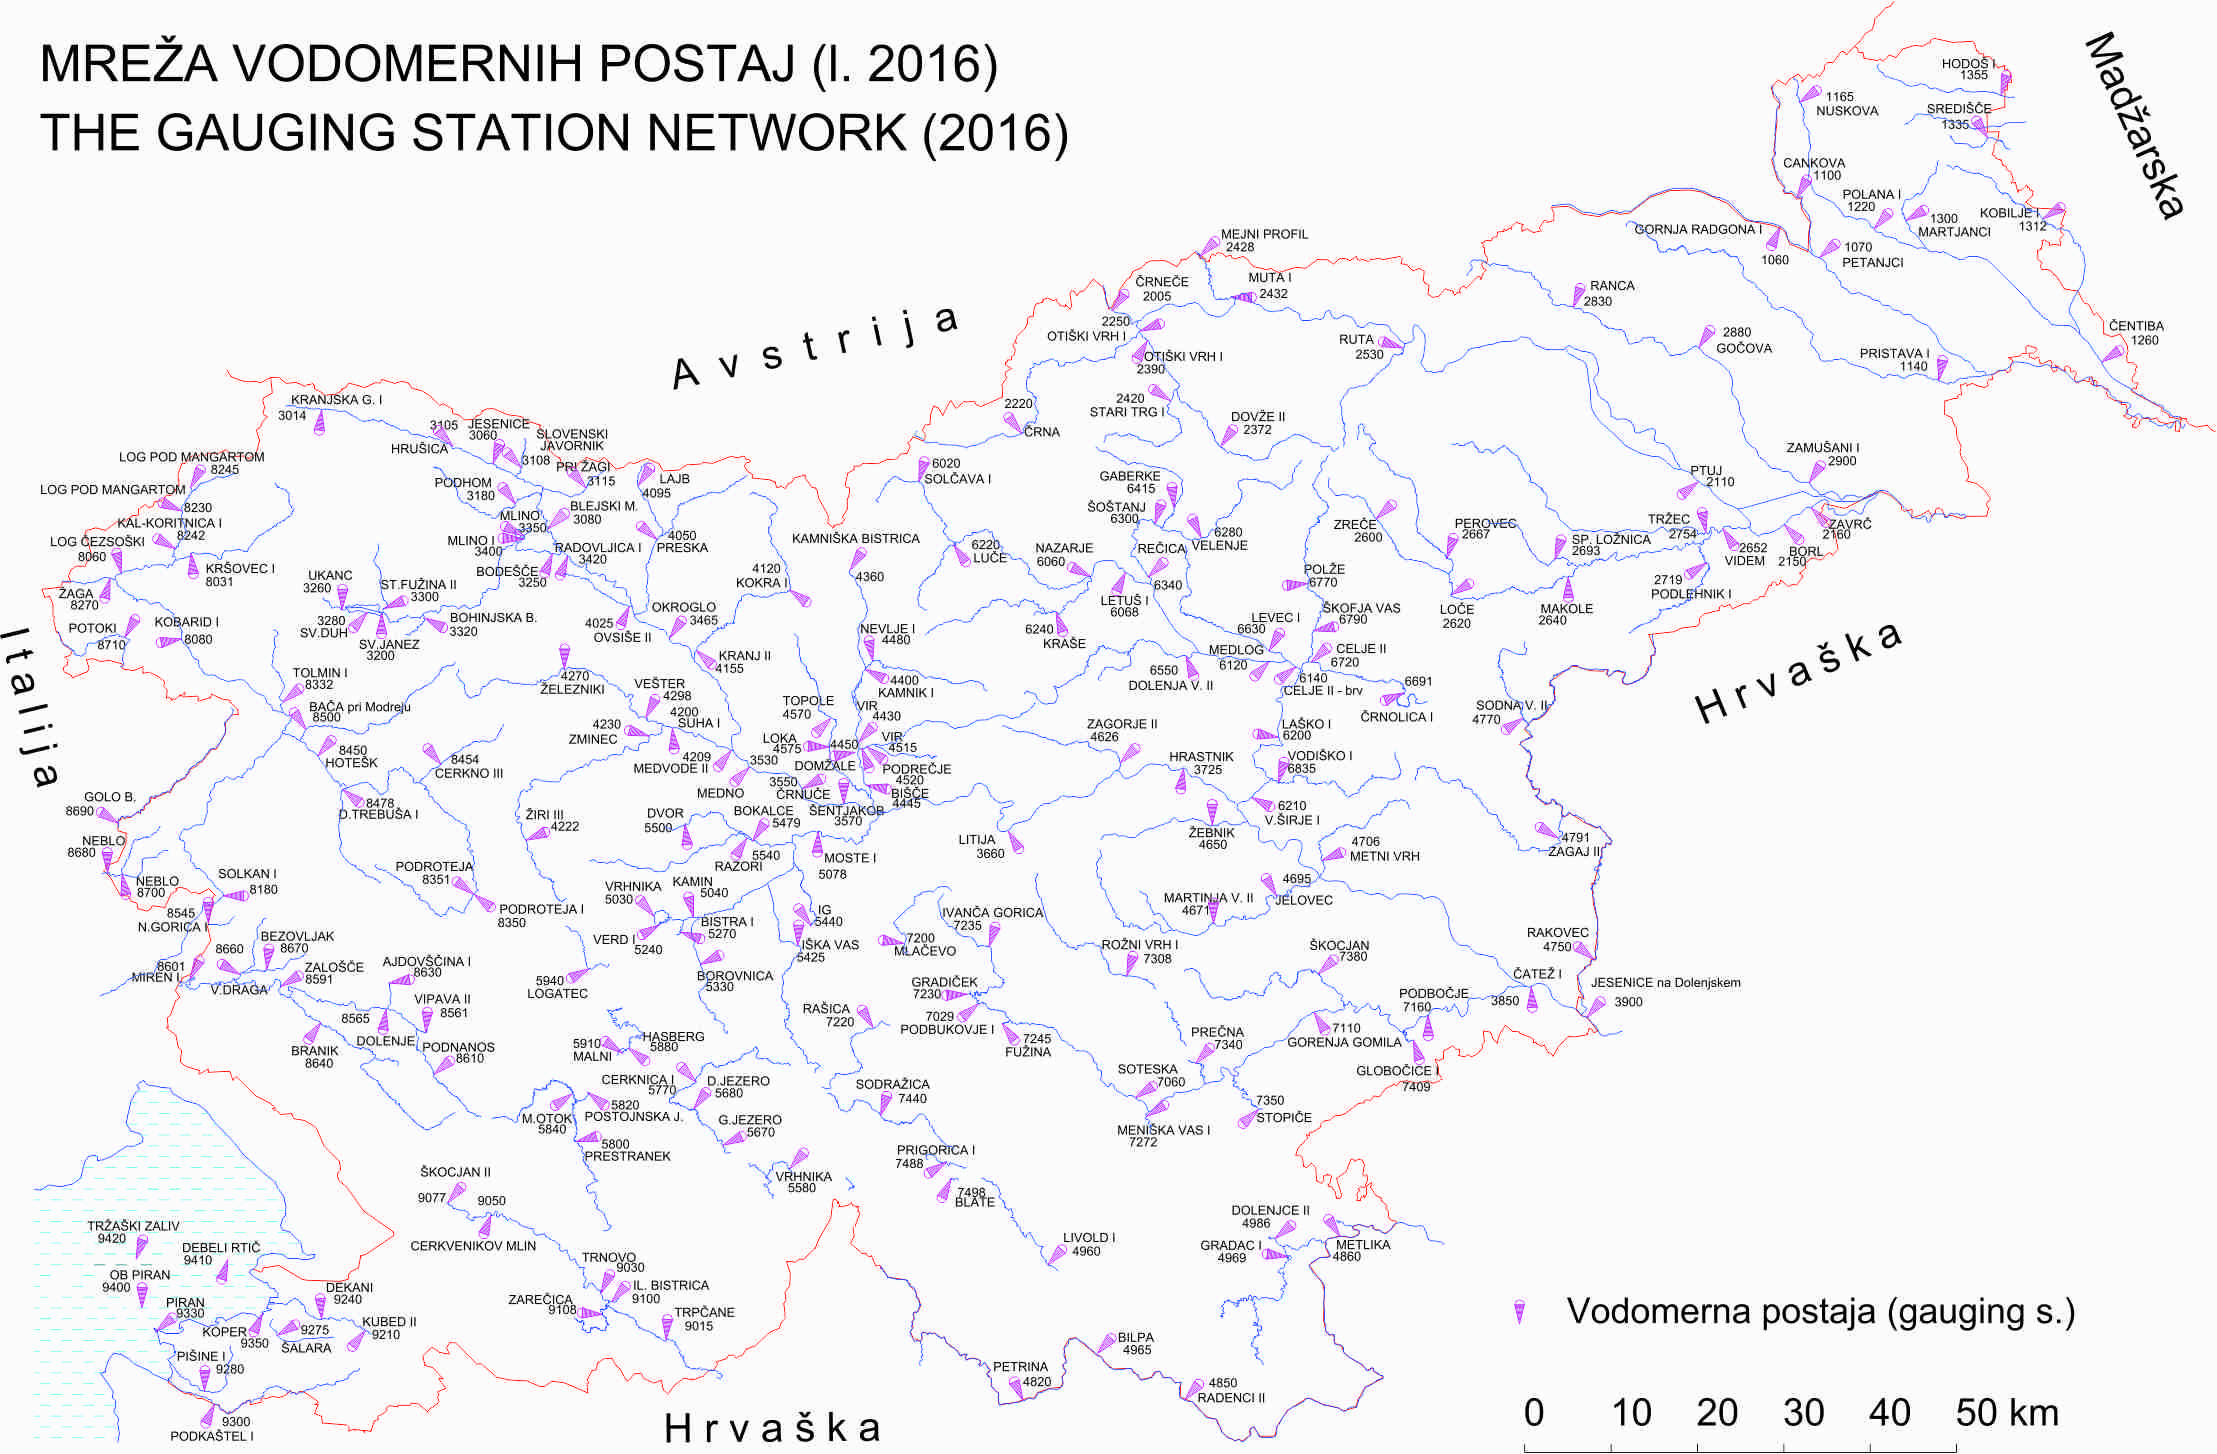 MREŽA VODOMERNIH POSTAJ (I. 2016)
THE GAUGING STATION NETWORK (2016)
Madžarska
Avstrija
Italija
Hrvaška
Hrvaška
HODOŠ I
1355
1165
NUSKOVA
SREDIŠČE
1335
CANKOVA
1100
POLANA I
1220
1300
MARTJANCI
KOBILJE I
1312
GORNJA RADGONA I
1060
1070
PETANJCI
MEJNI PROFIL
2428
MUTA I
2432
ČRNEČE
2005
2250
OTIŠKI VRH I
OTIŠKI VRH I
2390
RANCA
2830
2880
GOČOVA
RUTA
2530
PRISTAVA I
1140
ČENTIBA
1260
2420
STARI TRG I
DOVŽE II
2372
2220
ČRNA
KRANJSKA G. I
3014
3105
HRUŠICA
JESENICE
3060
SLOVENSKI
JAVORNIK
3108
PRI ŽAGI
3115
LAJB
4095
LOG POD MANGARTOM
8245
LOG POD MANGARTOM
8230
KAL-KORITNICA I
8242
LOG ČEZSOŠKI
8060
KRŠOVEC I
8031
ŽAGA
8270
POTOKI
8710
KOBARID I
8080
PODHOM
3180
MLINO
3350
MLINO I
3400
BLEJSKI M.
3080
RADOVLJICA I
3420
BODEŠČE
3250
4050
PRESKA
UKANC
3260
ST.FUŽINA II
3300
3280
SV.DUH
SV.JANEZ
3200
BOHINJSKA B.
3320
4025
OVSIŠE II
OKROGLO
3465
4120
KOKRA I
KAMNIŠKA BISTRICA
4360
6020
SOLČAVA I
6220
LUČE
NAZARJE
6060
GABERKE
6415
ŠOŠTANJ
6300
6280
VELENJE
REČICA
6340
LETUŠ I
6068
6240
KRAŠE
ZREČE
2600
PEROVEC
2667
SP. LOŽNICA
2693
LOČE
2620
MAKOLE
2640
PTUJ
2110
ZAMUŠANI I
2900
TRŽEC
2754
2652
VIDEM
ZAVRČ
2160
BORL
2150
2719
PODLEHNIK I
POLŽE
6770
ŠKOFJA VAS
6790
LEVEC I
6630
MEDLOG
6120
CELJE II
6720
6140
CELJE II - brv
6550
DOLENJA V. II
6691
ČRNOLICA I
SODNA V. II
4770
NEVLJE I
4480
4400
KAMNIK I
KRANJ II
4155
4270
ŽELEZNIKI
VEŠTER
4298
4200
SUHA I
4230
ZMINEC
4209
MEDVODE II
3530
MEDNO
TOPOLE
4570
LOKA
4575
4450
DOMŽALE
VIR
4430
VIR
4515
PODREČJE
4520
BIŠČE
4445
3550
ČRNUČE
ŠENTJAKOB
3570
TOLMIN I
8332
BAČA pri Modreju
8500
8450
HOTEŠK
8454
CERKNO III
8478
D.TREBUŠA I
ŽIRI III
4222
DVOR
5500
BOKALCE
5479
5540
RAZORI
MOSTE I
5078
LITIJA
3660
ZAGORJE II
4626
HRASTNIK
3725
LAŠKO I
6200
VODIŠKO I
6835
6210
V.ŠIRJE I
ŽEBNIK
4650
4706
METNI VRH
4695
JELOVEC
MARTINJA V. II
4671
4791
ZAGAJ II
RAKOVEC
4750
JESENICE na Dolenjskem
3900
ČATEŽ I
3850
GOLO B.
8690
NEBLO
8680
NEBLO
8700
SOLKAN I
8180
8545
N.GORICA I
8660
V.DRAGA
BEZOVLJAK
8670
8601
MIREN I
ZALOŠČE
8591
AJDOVŠČINA I
8630
VIPAVA II
8561
8565
DOLENJE
PODNANOS
8610
BRANIK
8640
PODROTEJA
8351
PODROTEJA I
8350
VRHNIKA
5030
KAMIN
5040
VERD I
5240
BISTRA I
5270
BOROVNICA
5330
IG
5440
IŠKA VAS
5425
5940
LOGATEC
IVANČA GORICA
7235
7200
MLAČEVO
GRADIČEK
7230
7029
PODBUKOVJE I
7245
FUŽINA
RAŠICA
7220
ROŽNI VRH I
7308
ŠKOCJAN
7380
PODBOČJE
7160
7110
GORENJA GOMILA
GLOBOČICE I
7409
PREČNA
7340
SOTESKA
7060
MENIŠKA VAS I
7272
7350
STOPIČE
5910
MALNI
HASBERG
5880
CERKNICA I
5770
D.JEZERO
5680
G.JEZERO
5670
VRHNIKA
5580
M.OTOK
5840
5820
POSTOJNSKA J.
5800
PRESTRANEK
SODRAŽICA
7440
PRIGORICA I
7488
7498
BLATE
LIVOLD I
4960
DOLENJCE II
4986
GRADAC I
4969
METLIKA
4860
BILPA
4965
PETRINA
4820
4850
RADENCI II
ŠKOCJAN II
9077
9050
CERKVENIKOV MLIN
TRNOVO
9030
IL. BISTRICA
9100
ZAREČICA
9108
TRPČANE
9015
TRŽAŠKI ZALIV
9420
DEBELI RTIČ
9410
OB PIRAN
9400
PIRAN
9330
KOPER
9350
DEKANI
9240
KUBED II
9210
9275
ŠALARA
PIŠINE I
9280
9300
PODKAŠTEL I
Vodomerna postaja (gauging s.)
0 10 20 30 40 50 km